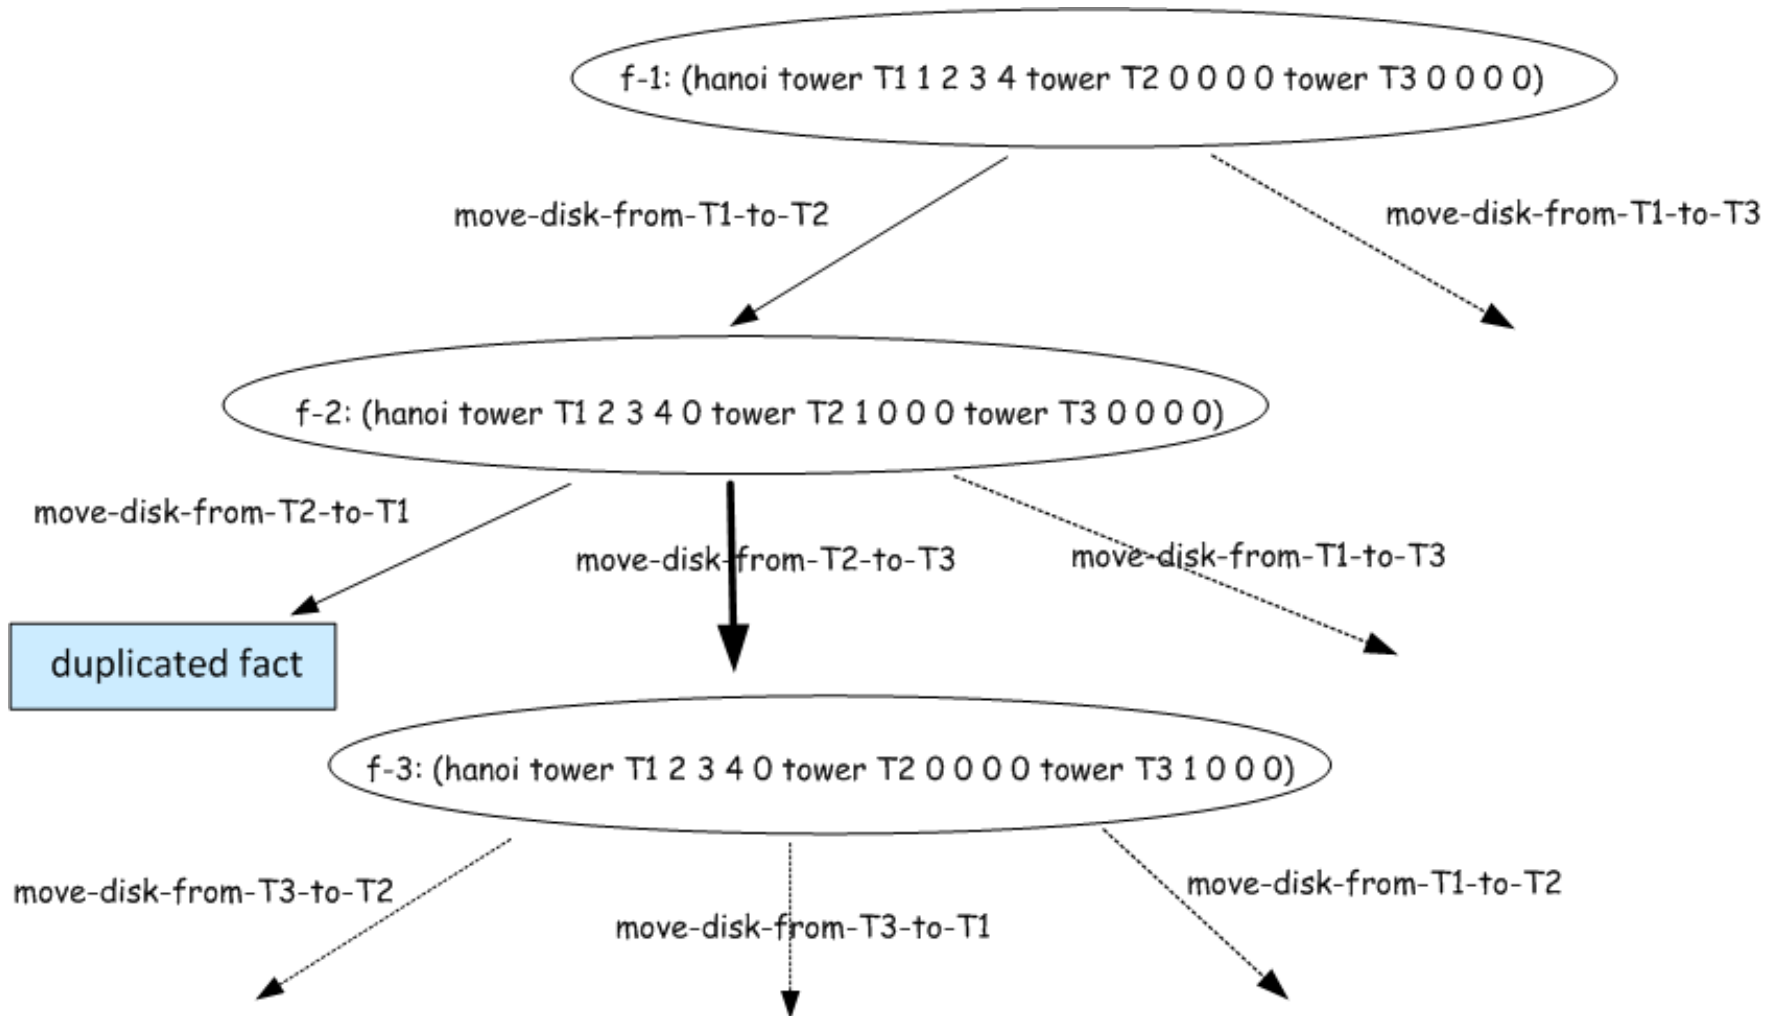 f-1: (hanoi tower T1 1 2 3 4 tower T2 0 0 0 0 tower T3 0 0 0 0)
move-disk-from-T1-to-T2
move-disk-from-T1-to-T3
f-2: (hanoi tower T1 2 3 4 0 tower T2 1 0 0 0 tower T3 0 0 0 0)
move-disk-from-T2-to-T1
move-disk-from-T2-to-T3
move-disk-from-T1-to-T3
duplicated fact
f-3: (hanoi tower T1 2 3 4 0 tower T2 0 0 0 0 tower T3 1 0 0 0)
move-disk-from-T3-to-T2
move-disk-from-T3-to-T1
move-disk-from-T1-to-T2